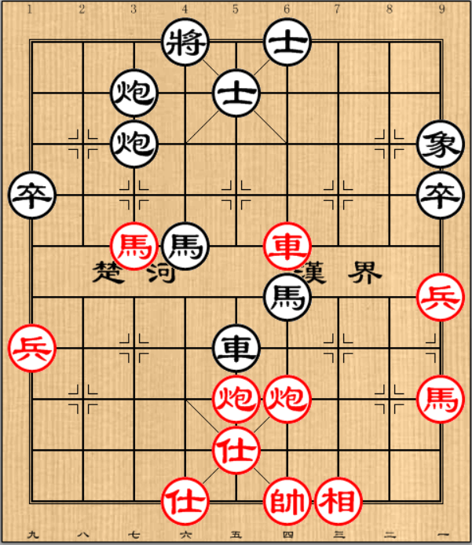 1 2 3 4 5 6 7 8 9
將 士
炮 士
炮 象
卒 卒
馬 馬 車
楚 河 漢 界
馬 兵
兵 車
炮 炮 馬
仕
仕 帥 相
九 八 七 六 五 四 三 二 一